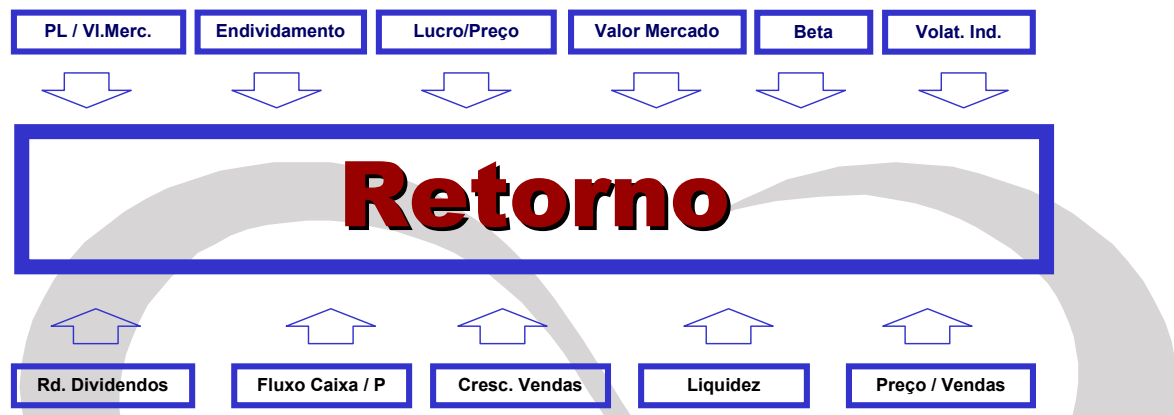 PL / Vl.Merc.
Endividamento
Lucro/Preço
Valor Mercado
Beta
Volat. Ind.
Retorno
Rd. Dividendos
Fluxo Caixa / P
Cresc. Vendas
Liquidez
Preço / Vendas